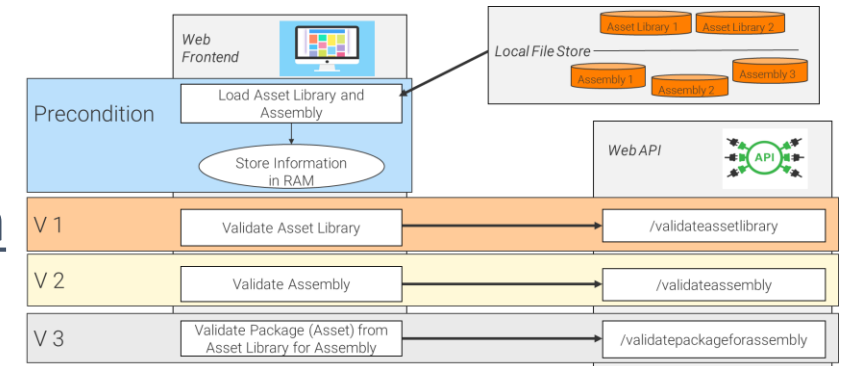 Web
Frontend
Asset Library 1
Asset Library 2
Local File Store
Assembly 1
Assembly 2
Assembly 3
Precondition
Load Asset Library and
Assembly
Store Information
in RAM
Web API
API
V 1
Validate Asset Library
/validateassetlibrary
V 2
Validate Assembly
/validateassembly
V 3
Validate Package (Asset) from
Asset Library for Assembly
/validatepackageforassembly